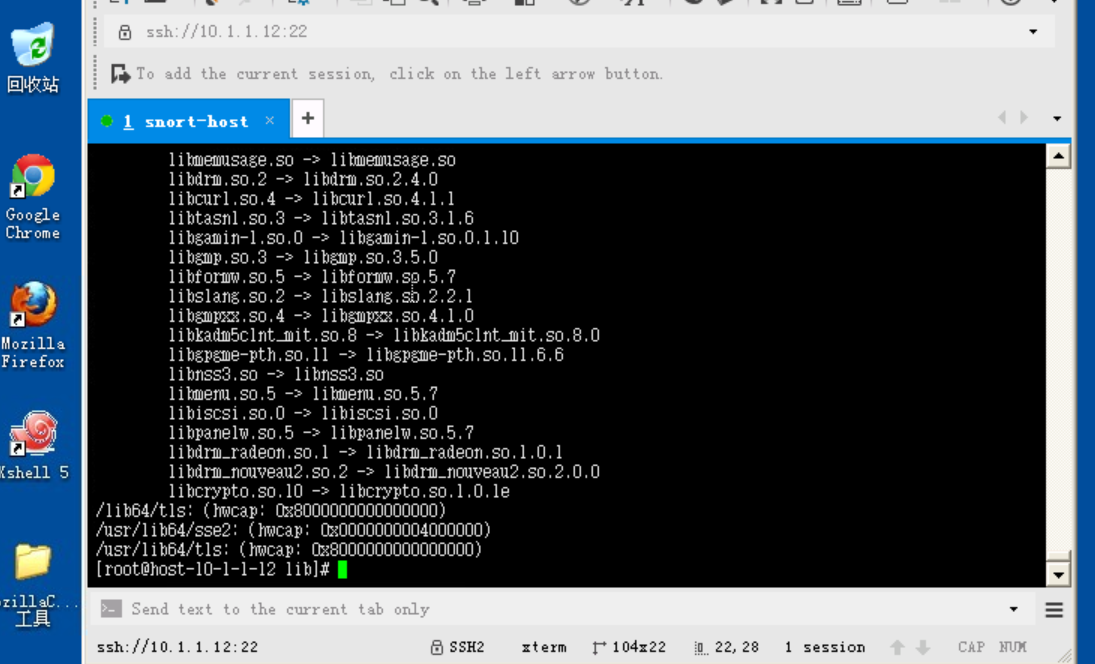 回收站
Google
Chrome
Mozilla
Firefox
Xshell 5
工具
ssh://10.1.1.12:22
To add the current session, click on the left arrow button.
1 snort-host × +
libmemusage.so -> libmemusage.so
libdrm.so.2 -> libdrm.so.2.4.0
libcurl.so.4 -> libcurl.so.4.1.1
libtasn1.so.3 -> libtasn1.so.3.1.6
libgamin-1.so.0 -> libgamin-1.so.0.1.10
libgmp.so.3 -> libgmp.so.3.5.0
libformw.so.5 -> libformw.so.5.7
libslang.so.2 -> libslang.so.2.2.1
libgmpxx.so.4 -> libgmpxx.so.4.1.0
libkadm5clnt_mit.so.8 -> libkadm5clnt_mit.so.8.0
libgpgme-pth.so.11 -> libgpgme-pth.so.11.6.6
libnss3.so -> libnss3.so
libmenu.so.5 -> libmenu.so.5.7
libiscsi.so.0 -> libiscsi.so.0
libpanelw.so.5 -> libpanelw.so.5.7
libdrm_radeon.so.1 -> libdrm_radeon.so.1.0.1
libdrm_nouveau2.so.2 -> libdrm_nouveau2.so.2.0.0
libcrypto.so.10 -> libcrypto.so.1.0.1e
/lib64/tls: (hwcap: 0x8000000000000000)
/usr/lib64/sse2: (hwcap: 0x0000000004000000)
/usr/lib64/tls: (hwcap: 0x8000000000000000)
[root@host-10-1-1-12 lib]#
Send text to the current tab only
ssh://10.1.1.12:22 SSH2 xterm 104x22 22,28 1 session CAP NUM